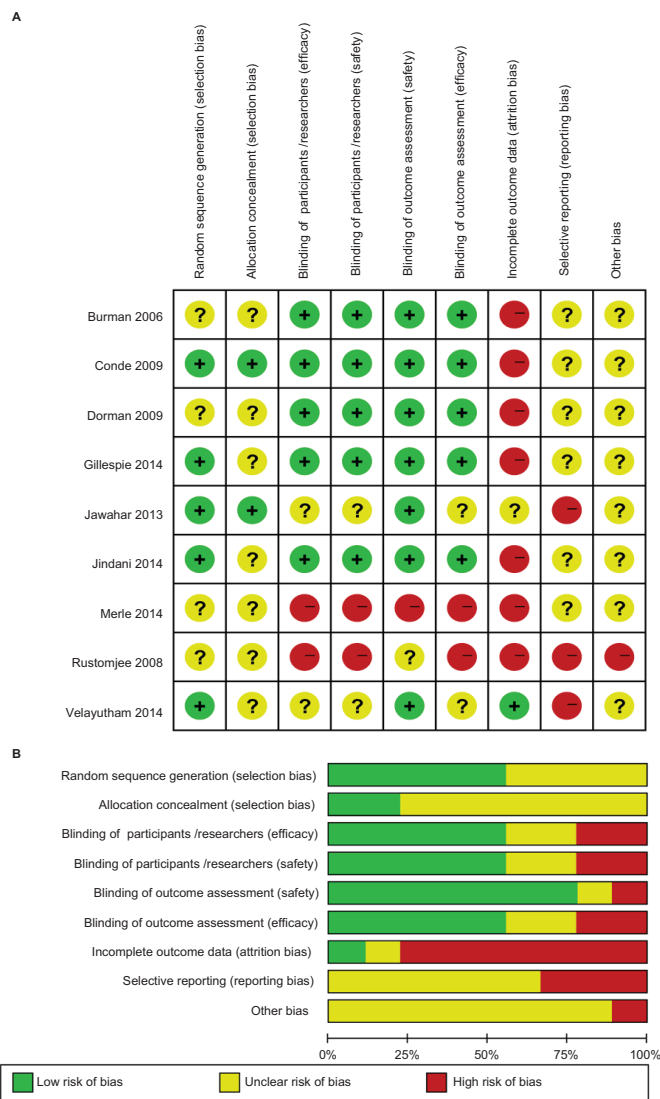 A
Random sequence generation (selection bias)
Allocation concealment (selection bias)
Blinding of participants /researchers (efficacy)
Blinding of participants/researchers (safety)
Blinding of outcome assessment (safety)
Blinding of outcome assessment (efficacy)
Incomplete outcome data (attrition bias)
Selective reporting (reporting bias)
Other bias
Burman 2006 ? ? + + + + − ? ?
Conde 2009 + + + + + + − ? ?
Dorman 2009 ? ? + + + + − ? ?
Gillespie 2014 + ? + + + + − ? ?
Jawahar 2013 + + ? ? + ? ? − ?
Jindani 2014 + ? + + + + − ? ?
Merle 2014 ? ? − − − − − ? ?
Rustomjee 2008 ? ? − − ? − − − −
Velayutham 2014 + ? ? ? + ? + − ?
B
Random sequence generation (selection bias)
Allocation concealment (selection bias)
Blinding of participants /researchers (efficacy)
Blinding of participants /researchers (safety)
Blinding of outcome assessment (safety)
Blinding of outcome assessment (efficacy)
Incomplete outcome data (attrition bias)
Selective reporting (reporting bias)
Other bias
0% 25% 50% 75% 100%
Low risk of bias Unclear risk of bias High risk of bias